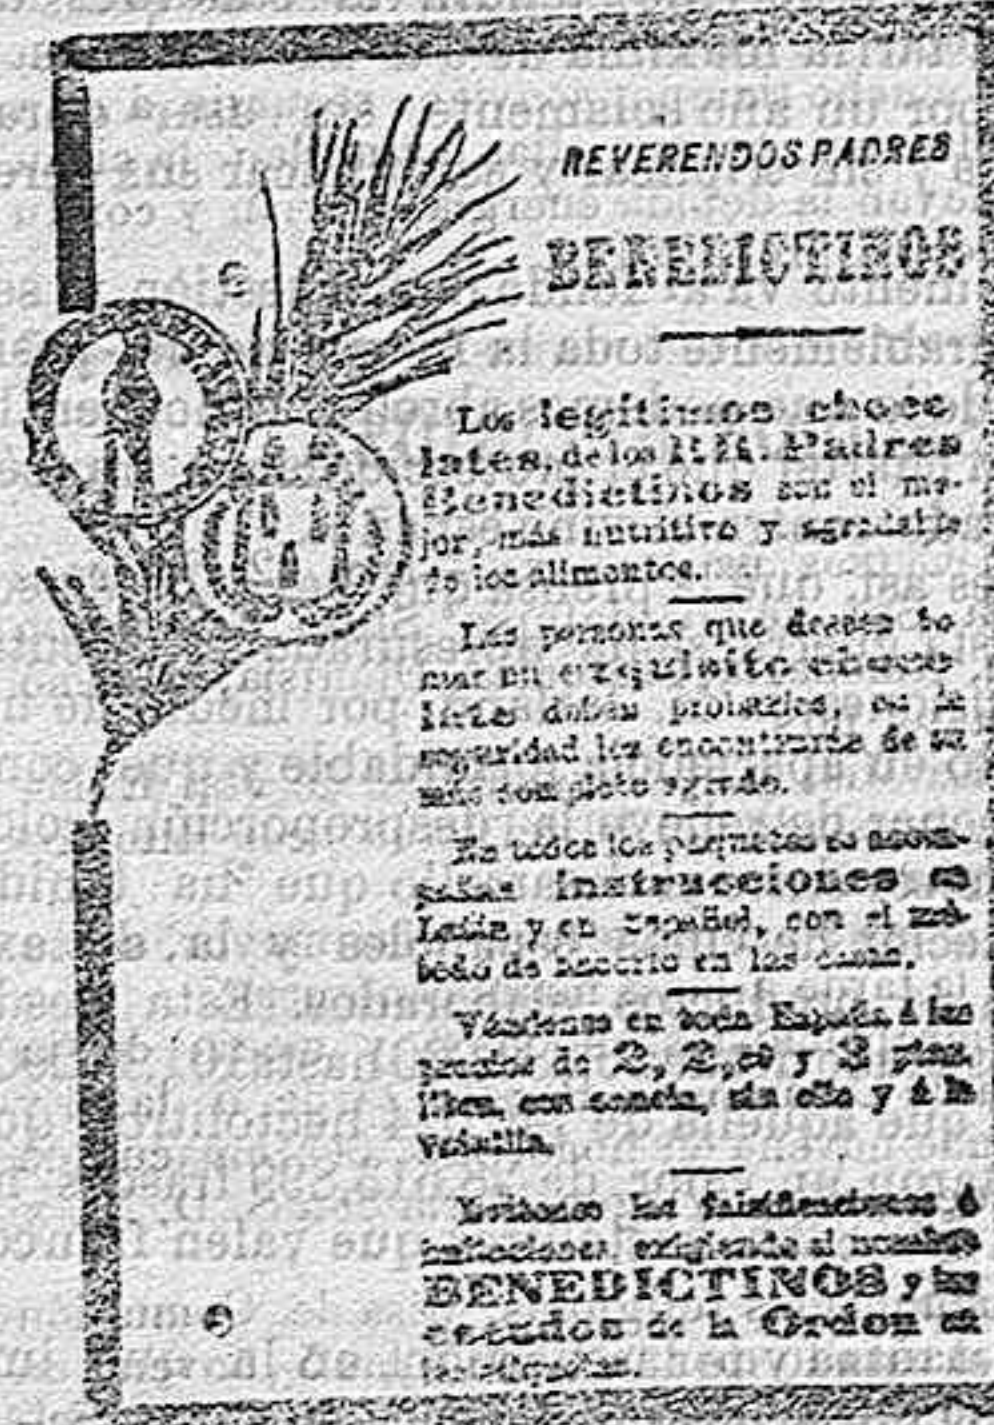 REVERENDOS PADRES
BENEDICTINOS
Los legítimos choco
lates, de los RR. Padres
Benedictinos son el me-
jor, más nutritivo y agradable
de los alimentos.
Las personas que deseen to
mar un exquisito choco
late deben probarlos, en la
seguridad los encontrarán de su
más completo agrado.
En todos los paquetes se acom-
pañan instrucciones en
Latín y en Español, con el mé-
todo de hacerlo en las casas.
Véndense en toda España á los
precios de 2, 2, y 3 ptas.
libra, con canela, sin ella y á la
vainilla.
Evítense las falsificaciones é
imitaciones exigiendo el nombre
BENEDICTINOS y los
escudos de la Orden en
las etiquetas.